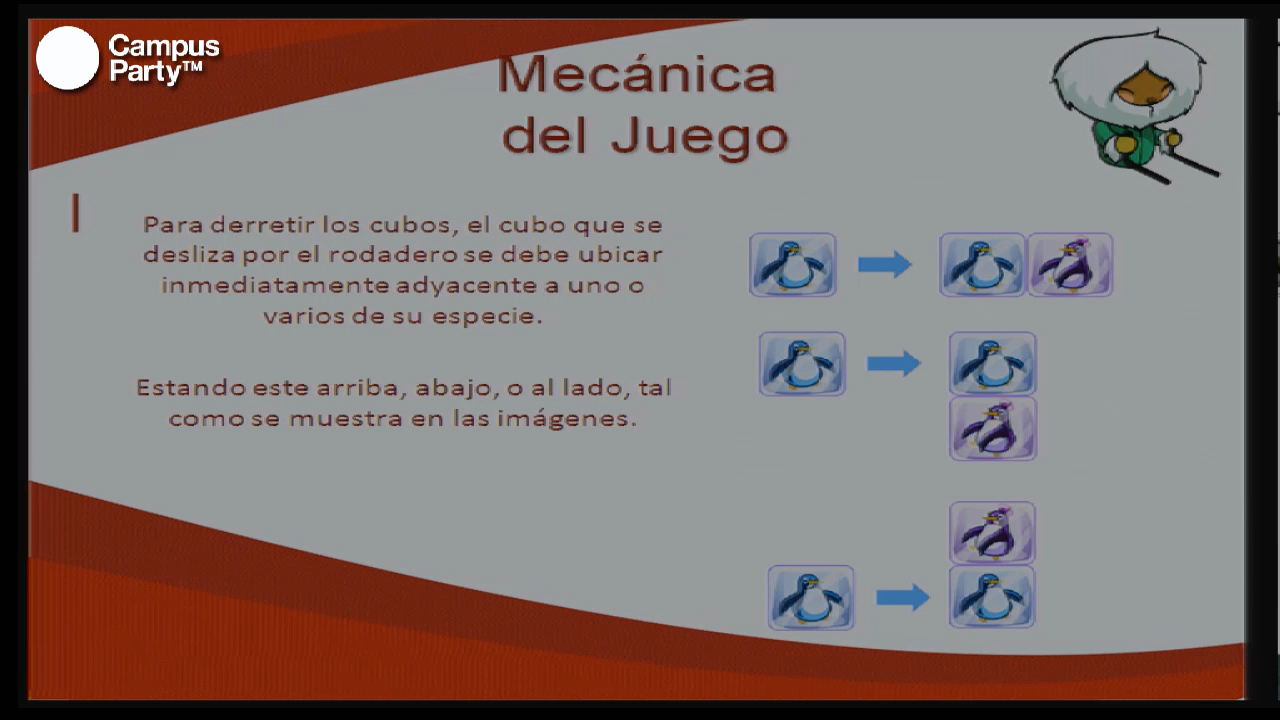 Campus
Party™
Mecánica
del Juego
Para derretir los cubos, el cubo que se
desliza por el rodadero se debe ubicar
inmediatamente adyacente a uno o
varios de su especie.
Estando este arriba, abajo, o al lado, tal
como se muestra en las imágenes.